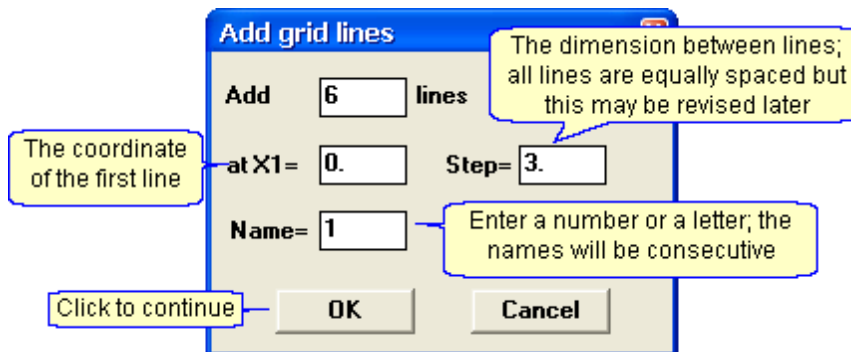 Add grid lines
The dimension between lines;
all lines are equally spaced but
this may be revised later
Add 6 lines
The coordinate
of the first line
at X1= 0. Step= 3.
Name= 1
Enter a number or a letter; the
names will be consecutive
Click to continue
OK Cancel